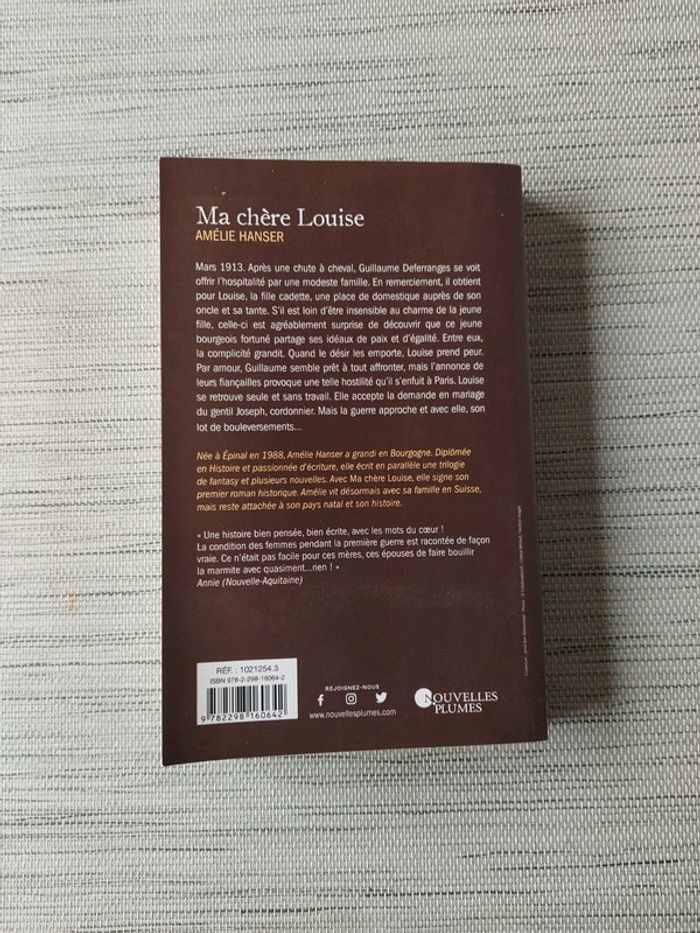 Ma chère Louise
AMÉLIE HANSER
Mars 1913. Après une chute à cheval, Guillaume Deferranges se voit
offrir l'hospitalité par une modeste famille. En remerciement, il obtient
pour Louise, la fille cadette, une place de domestique auprès de son
oncle et sa tante. S'il est loin d'être insensible au charme de la jeune
fille, celle-ci est agréablement surprise de découvrir que ce jeune
bourgeois fortuné partage ses idéaux de paix et d'égalité. Entre eux,
la complicité grandit. Quand le désir les emporte, Louise prend peur.
Par amour, Guillaume semble prêt à tout affronter, mais l'annonce de
leurs fiançailles provoque une telle hostilité qu'il s'enfuit à Paris. Louise
se retrouve seule et sans travail. Elle accepte la demande en mariage
du gentil Joseph, cordonnier. Mais la guerre approche et avec elle, son
lot de bouleversements...
Née à Épinal en 1988, Amélie Hanser a grandi en Bourgogne. Diplômée
en Histoire et passionnée d'écriture, elle écrit en parallèle une trilogie
de fantasy et plusieurs nouvelles. Avec Ma chère Louise, elle signe son
premier roman historique. Amélie vit désormais avec sa famille en Suisse,
mais reste attachée à son pays natal et son histoire.
« Une histoire bien pensée, bien écrite, avec les mots du cœur !
La condition des femmes pendant la première guerre est racontée de façon
vraie. Ce n'était pas facile pour ces mères, ces épouses de faire bouillir
la marmite avec quasiment...rien ! »
Annie (Nouvelle-Aquitaine)
RÉF. : 1021254.3
ISBN 978-2-298-16064-2
9 782298 160642
REJOIGNEZ-NOUS
www.nouvellesplumes.com
NOUVELLES
PLUMES